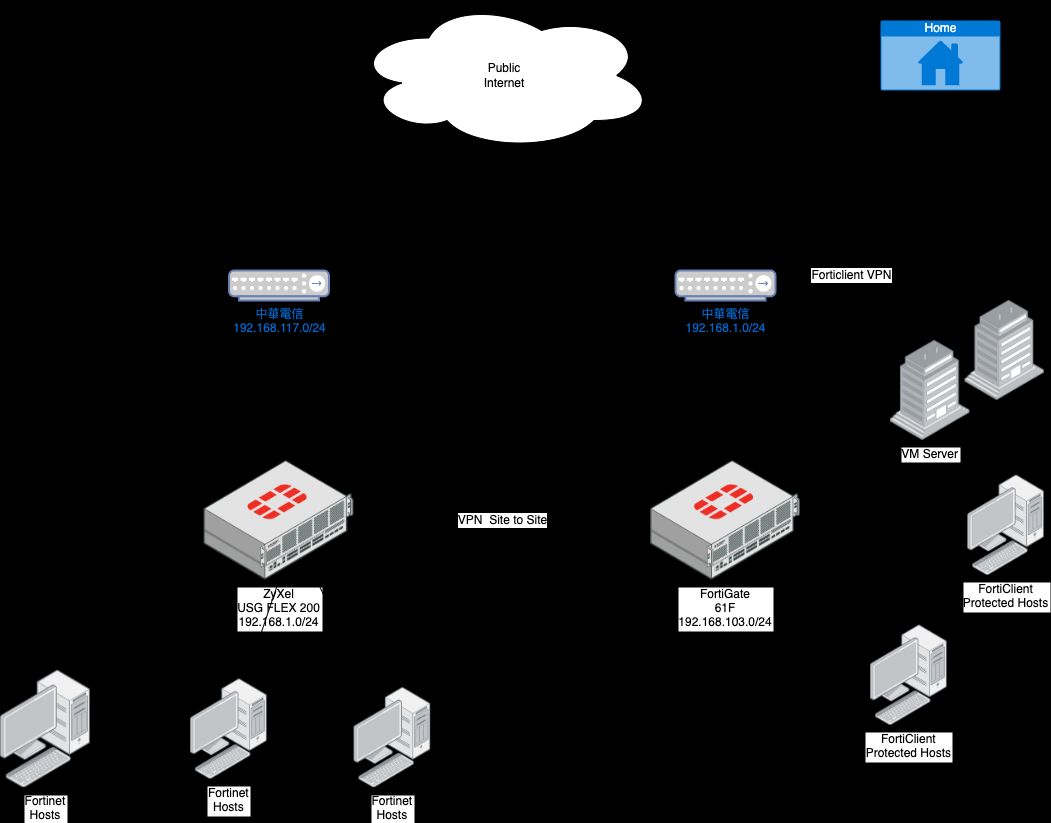 Public
Internet
Home
中華電信
192.168.117.0/24
中華電信
192.168.1.0/24
Forticlient VPN
VM Server
VPN  Site to Site
ZyXel
USG FLEX 200
192.168.1.0/24
FortiGate
61F
192.168.103.0/24
FortiClient
Protected Hosts
FortiClient
Protected Hosts
Fortinet
Hosts
Fortinet
Hosts
Fortinet
Hosts